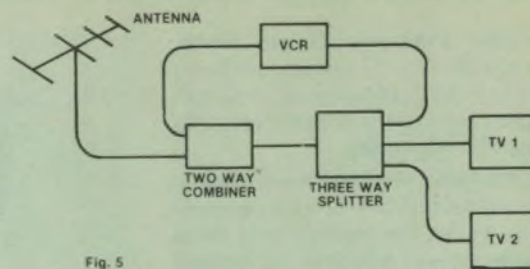 ANTENNA
VCR
TWO WAY
COMBINER
THREE WAY
SPLITTER
TV 1
TV 2
Fig. 5